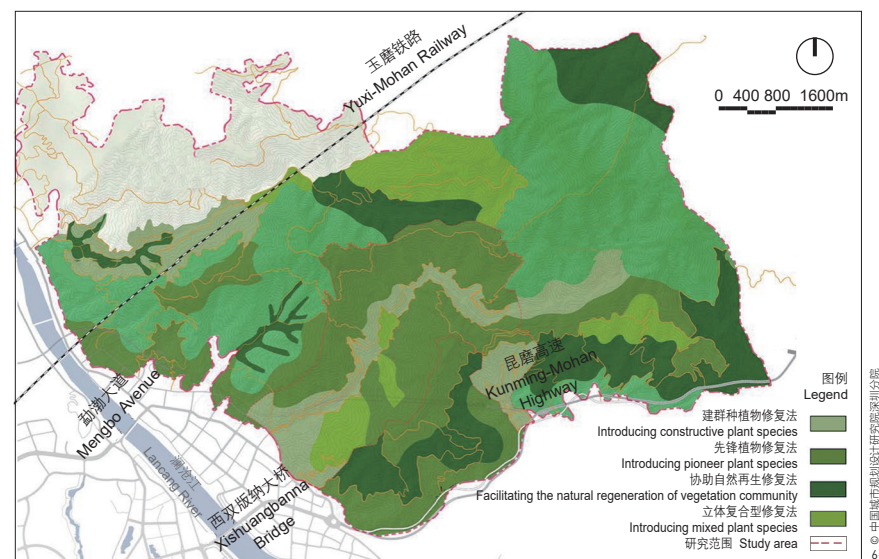 玉磨铁路
Yuxi-Mohan Railway
0 400 800 1600m
昆磨高速
Kunming-Mohan
Highway
勐渤大道
Mengbo Avenue
澜沧江
Lancang River
西双版纳大桥
Xishuangbanna
Bridge
图例
Legend
建群种植物修复法
Introducing constructive plant species
先锋植物修复法
Introducing pioneer plant species
协助自然再生修复法
Facilitating the natural regeneration of vegetation community
立体复合型修复法
Introducing mixed plant species
研究范围 Study area
© 中国城市规划设计研究院深圳分院
6